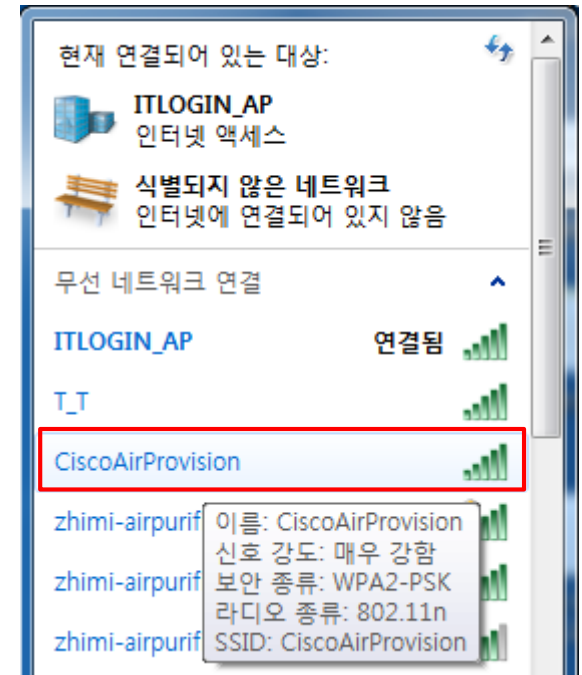 현재 연결되어 있는 대상:
ITLOGIN_AP
인터넷 액세스
식별되지 않은 네트워크
인터넷에 연결되어 있지 않음
무선 네트워크 연결
ITLOGIN_AP 연결됨
T_T
CiscoAirProvision
zhimi-airpurif
이름: CiscoAirProvision
신호 강도: 매우 강함
zhimi-airpurif
보안 종류: WPA2-PSK
라디오 종류: 802.11n
zhimi-airpurif
SSID: CiscoAirProvision